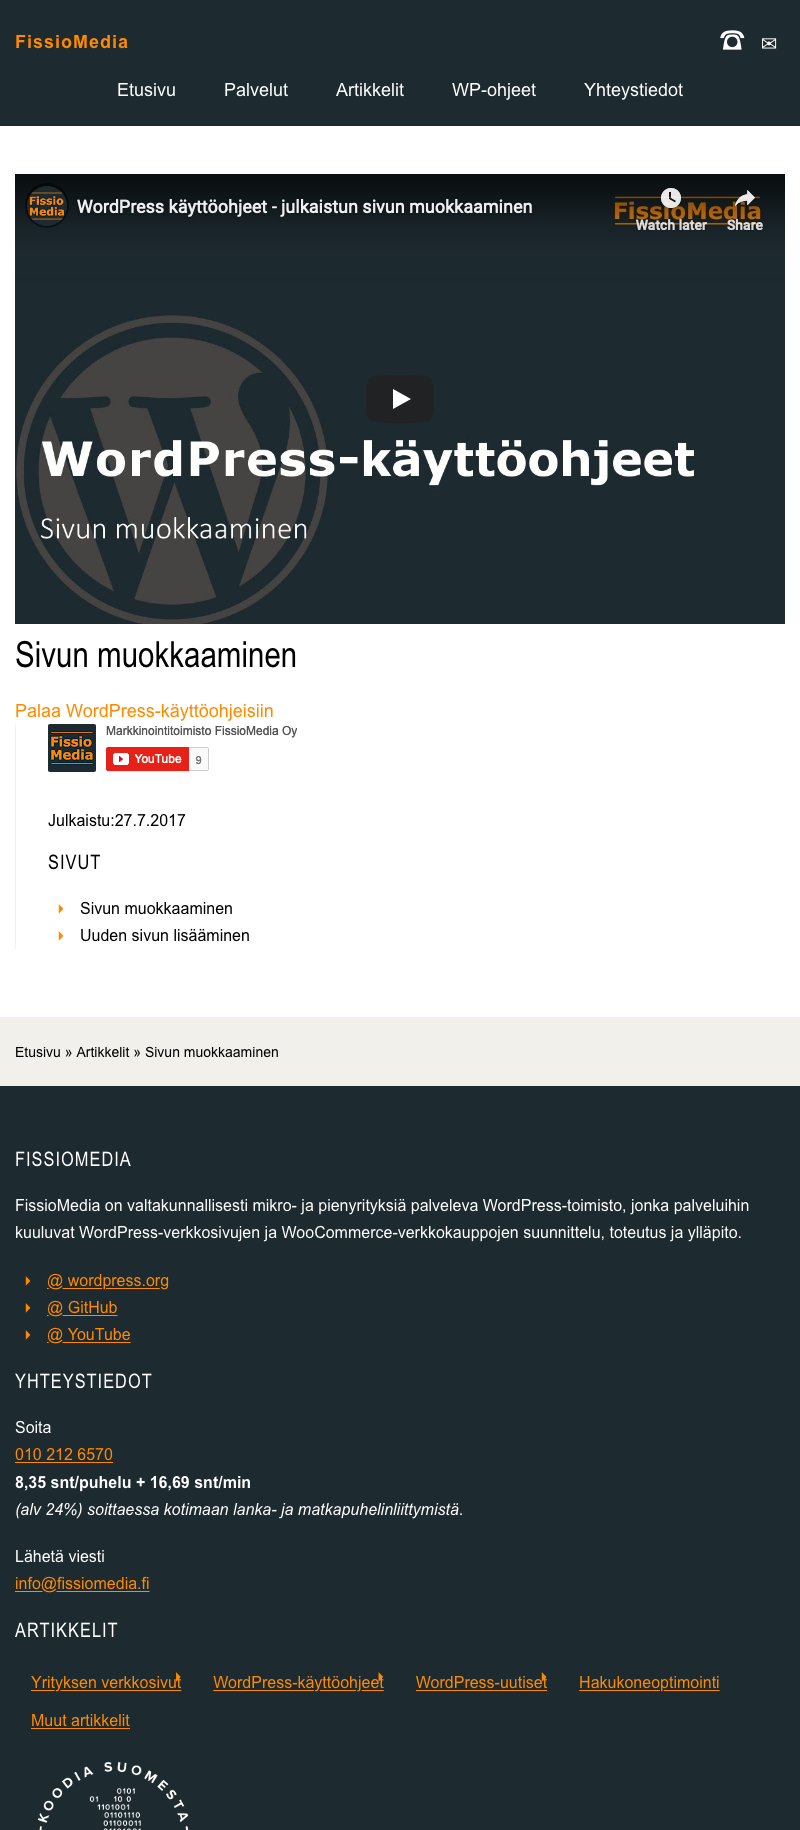 FissioMedia
Etusivu Palvelut Artikkelit WP-ohjeet Yhteystiedot
Fissio
Media
WordPress käyttöohjeet - julkaistun sivun muokkaaminen
FissioMedia
Watch later Share
WordPress-käyttöohjeet
Sivun muokkaaminen
Sivun muokkaaminen
Palaa WordPress-käyttöohjeisiin
Fissio
Media
Markkinointitoimisto FissioMedia Oy
YouTube 9
Julkaistu:27.7.2017
SIVUT
Sivun muokkaaminen
Uuden sivun lisääminen
Etusivu » Artikkelit » Sivun muokkaaminen
FISSIOMEDIA
FissioMedia on valtakunnallisesti mikro- ja pienyrityksiä palveleva WordPress-toimisto, jonka palveluihin
kuuluvat WordPress-verkkosivujen ja WooCommerce-verkkokauppojen suunnittelu, toteutus ja ylläpito.
@ wordpress.org
@ GitHub
@ YouTube
YHTEYSTIEDOT
Soita
010 212 6570
8,35 snt/puhelu + 16,69 snt/min
(alv 24%) soittaessa kotimaan lanka- ja matkapuhelinliittymistä.
Lähetä viesti
info@fissiomedia.fi
ARTIKKELIT
Yrityksen verkkosivut WordPress-käyttöohjeet WordPress-uutiset Hakukoneoptimointi
Muut artikkelit
KOODIA SUOMESTA
0101
01 10 0
1101001
01101110
01100011